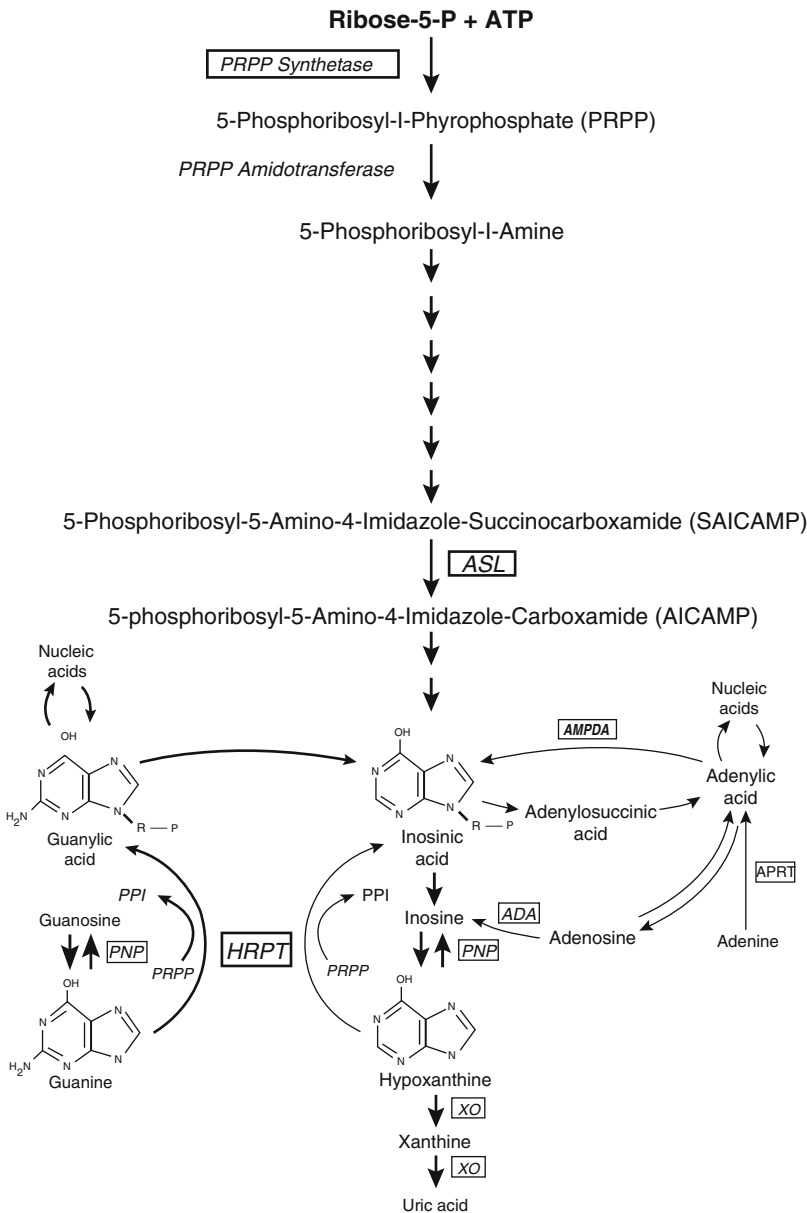 Ribose-5-P + ATP
PRPP Synthetase
5-Phosphoribosyl-I-Phyrophosphate (PRPP)
PRPP Amidotransferase
5-Phosphoribosyl-I-Amine
5-Phosphoribosyl-5-Amino-4-Imidazole-Succinocarboxamide (SAICAMP)
ASL
5-phosphoribosyl-5-Amino-4-Imidazole-Carboxamide (AICAMP)
Nucleic
acids
OH
N
N
N
N
H2N
R — P
Guanylic
acid
OH
N
N
N
N
R — P
Inosinic
acid
AMPDA
Nucleic
acids
Adenylic
acid
Adenylosuccinic
acid
APRT
Adenine
Adenosine
ADA
PPI
Guanosine
PNP
PRPP
HRPT
PPI
PRPP
Inosine
PNP
OH
N
N
N
N
H2N
Guanine
OH
N
N
N
N
Hypoxanthine
XO
Xanthine
XO
Uric acid